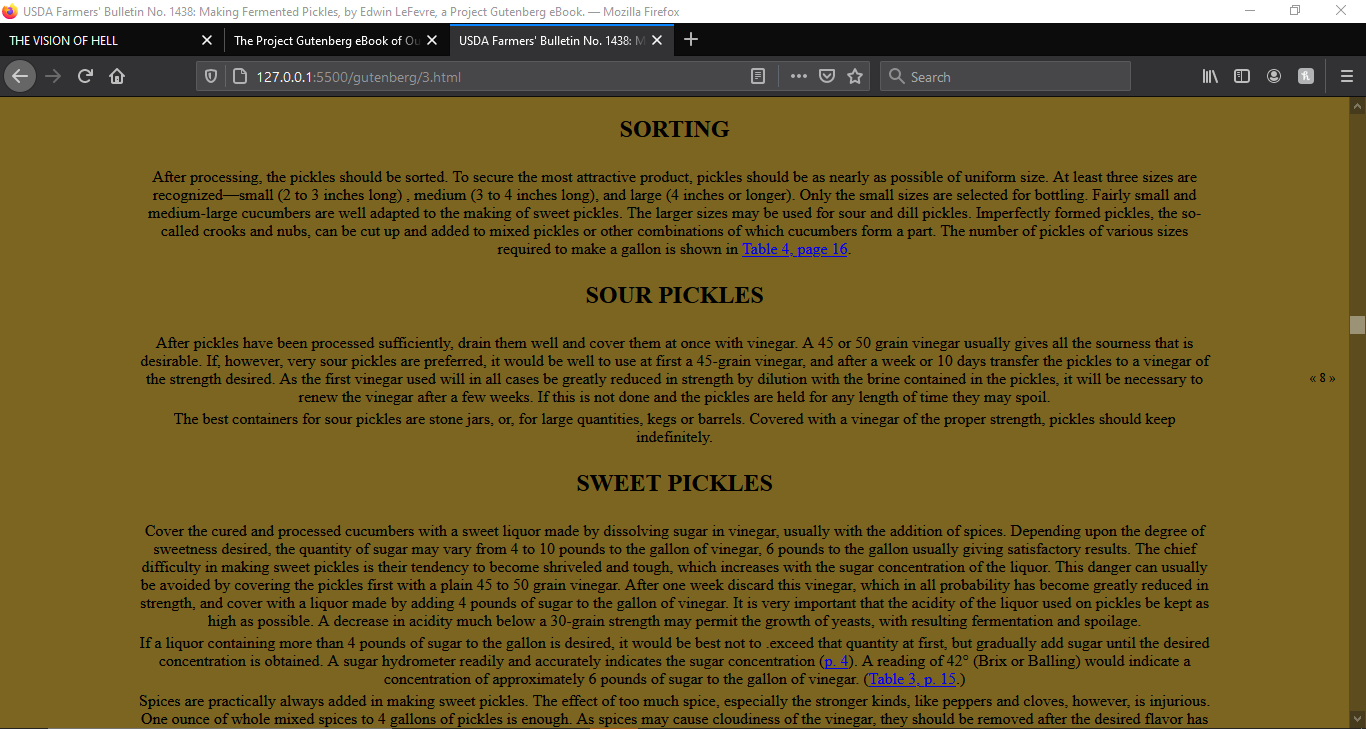 USDA Farmers' Bulletin No. 1438: Making Fermented Pickles, by Edwin LeFevre, a Project Gutenberg eBook. — Mozilla Firefox
THE VISION OF HELL
The Project Gutenberg eBook of Ou
USDA Farmers' Bulletin No. 1438: M
127.0.0.1:5500/gutenberg/3.html
Search
SORTING
After processing, the pickles should be sorted. To secure the most attractive product, pickles should be as nearly as possible of uniform size. At least three sizes are
recognized—small (2 to 3 inches long) , medium (3 to 4 inches long), and large (4 inches or longer). Only the small sizes are selected for bottling. Fairly small and
medium-large cucumbers are well adapted to the making of sweet pickles. The larger sizes may be used for sour and dill pickles. Imperfectly formed pickles, the so-
called crooks and nubs, can be cut up and added to mixed pickles or other combinations of which cucumbers form a part. The number of pickles of various sizes
required to make a gallon is shown in Table 4, page 16.
SOUR PICKLES
After pickles have been processed sufficiently, drain them well and cover them at once with vinegar. A 45 or 50 grain vinegar usually gives all the sourness that is
desirable. If, however, very sour pickles are preferred, it would be well to use at first a 45-grain vinegar, and after a week or 10 days transfer the pickles to a vinegar of
the strength desired. As the first vinegar used will in all cases be greatly reduced in strength by dilution with the brine contained in the pickles, it will be necessary to
renew the vinegar after a few weeks. If this is not done and the pickles are held for any length of time they may spoil.
« 8 »
The best containers for sour pickles are stone jars, or, for large quantities, kegs or barrels. Covered with a vinegar of the proper strength, pickles should keep
indefinitely.
SWEET PICKLES
Cover the cured and processed cucumbers with a sweet liquor made by dissolving sugar in vinegar, usually with the addition of spices. Depending upon the degree of
sweetness desired, the quantity of sugar may vary from 4 to 10 pounds to the gallon of vinegar, 6 pounds to the gallon usually giving satisfactory results. The chief
difficulty in making sweet pickles is their tendency to become shriveled and tough, which increases with the sugar concentration of the liquor. This danger can usually
be avoided by covering the pickles first with a plain 45 to 50 grain vinegar. After one week discard this vinegar, which in all probability has become greatly reduced in
strength, and cover with a liquor made by adding 4 pounds of sugar to the gallon of vinegar. It is very important that the acidity of the liquor used on pickles be kept as
high as possible. A decrease in acidity much below a 30-grain strength may permit the growth of yeasts, with resulting fermentation and spoilage.
If a liquor containing more than 4 pounds of sugar to the gallon is desired, it would be best not to .exceed that quantity at first, but gradually add sugar until the desired
concentration is obtained. A sugar hydrometer readily and accurately indicates the sugar concentration (p. 4). A reading of 42° (Brix or Balling) would indicate a
concentration of approximately 6 pounds of sugar to the gallon of vinegar. (Table 3, p. 15.)
Spices are practically always added in making sweet pickles. The effect of too much spice, especially the stronger kinds, like peppers and cloves, however, is injurious.
One ounce of whole mixed spices to 4 gallons of pickles is enough. As spices may cause cloudiness of the vinegar, they should be removed after the desired flavor has